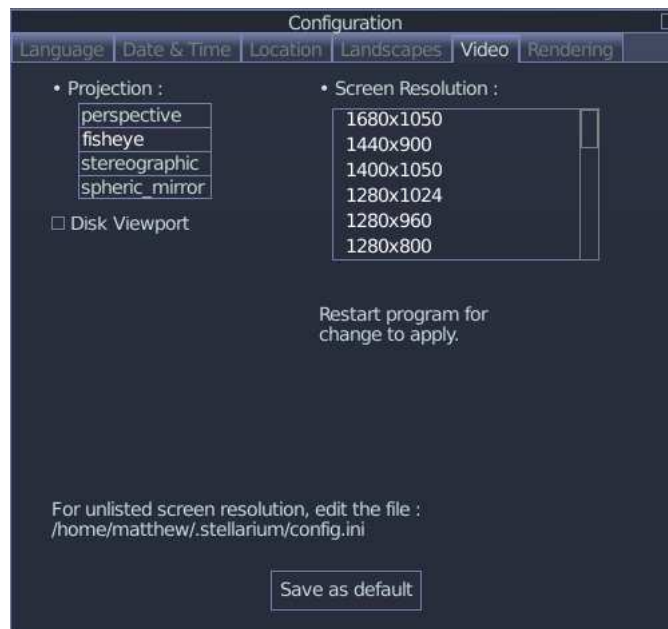 Configuration
Language Date & Time Location Landscapes Video Rendering
• Projection :
perspective
fisheye
stereographic
spheric_mirror
Disk Viewport
• Screen Resolution :
1680x1050
1440x900
1400x1050
1280x1024
1280x960
1280x800
Restart program for
change to apply.
For unlisted screen resolution, edit the file :
/home/matthew/.stellarium/config.ini
Save as default